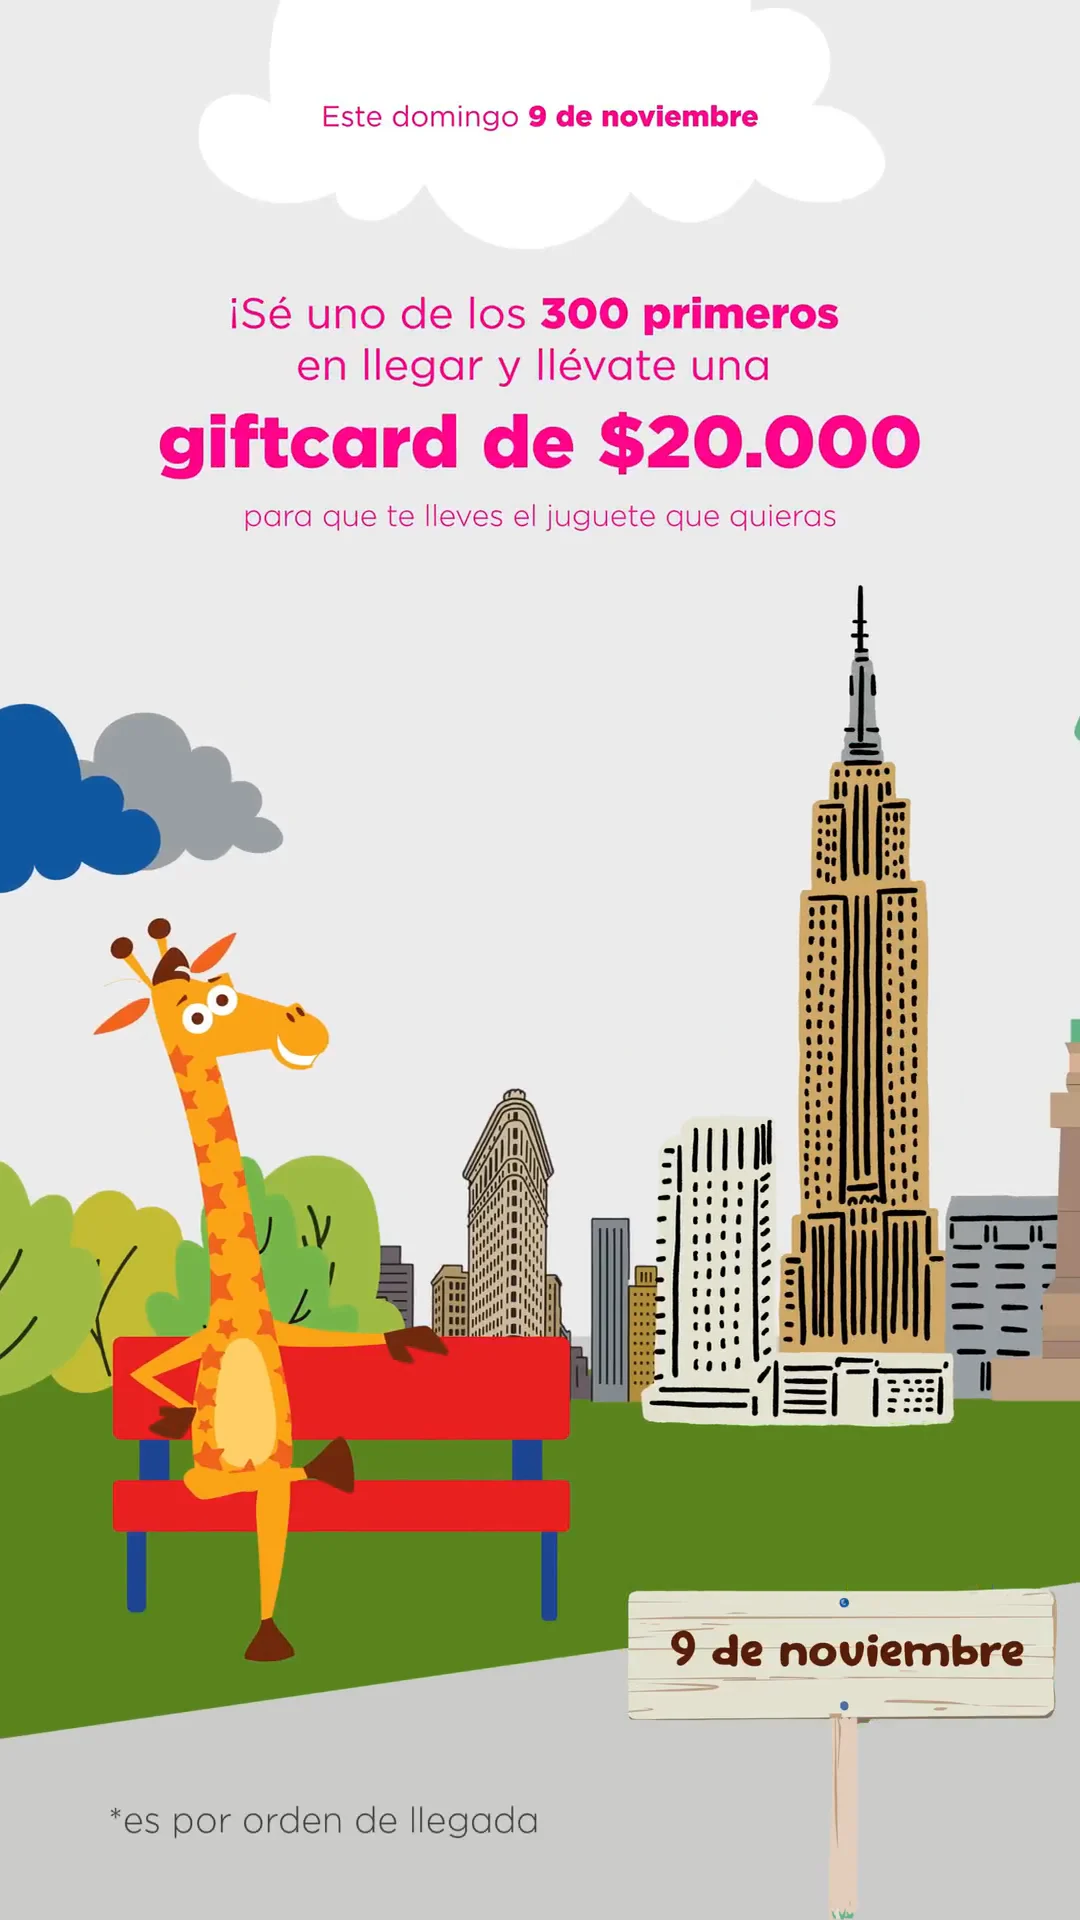 Este domingo 9 de noviembre
¡Sé uno de los 300 primeros
en llegar y llévate una
giftcard de $20.000
para que te lleves el juguete que quieras
9 de noviembre
*es por orden de llegada